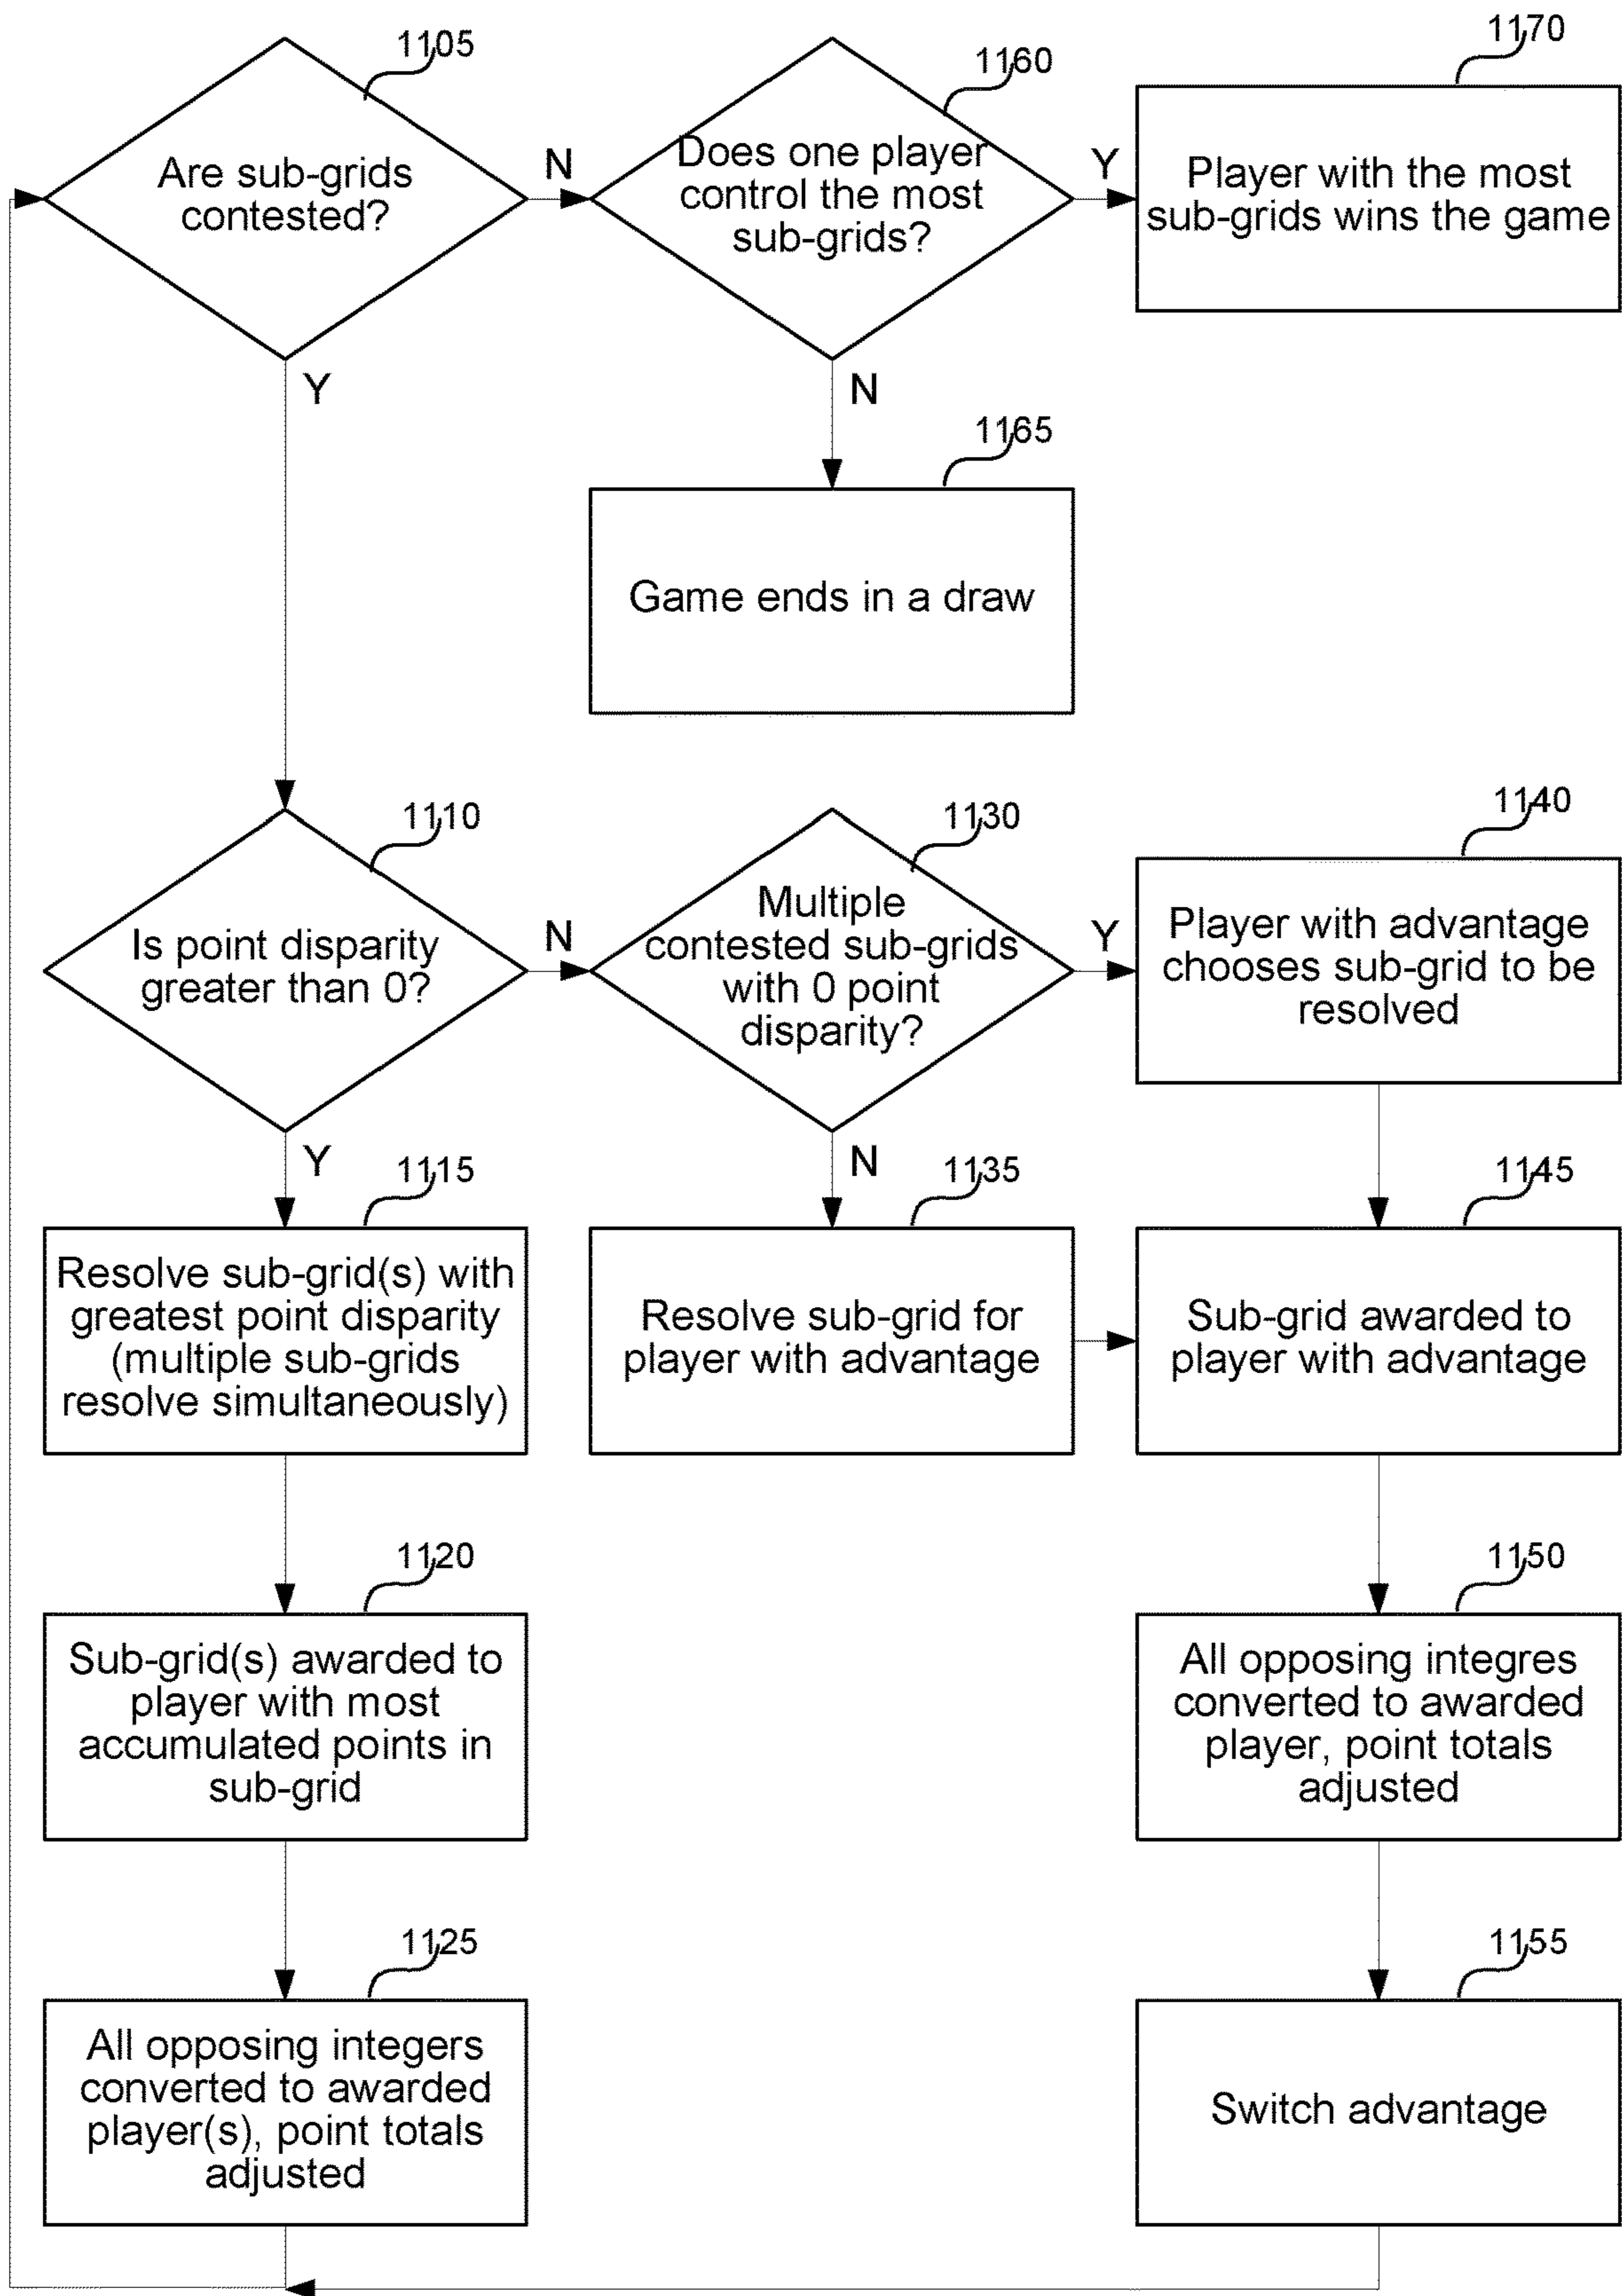 1105
Are sub-grids
contested?
N
Y
1160
Does one player
control the most
sub-grids?
Y
N
1170
Player with the most
sub-grids wins the game
1165
Game ends in a draw
1110
Is point disparity
greater than 0?
N
Y
1130
Multiple
contested sub-grids
with 0 point
disparity?
Y
N
1140
Player with advantage
chooses sub-grid to be
resolved
1115
Resolve sub-grid(s) with
greatest point disparity
(multiple sub-grids
resolve simultaneously)
1135
Resolve sub-grid for
player with advantage
1145
Sub-grid awarded to
player with advantage
1120
Sub-grid(s) awarded to
player with most
accumulated points in
sub-grid
1150
All opposing integres
converted to awarded
player, point totals
adjusted
1125
All opposing integers
converted to awarded
player(s), point totals
adjusted
1155
Switch advantage